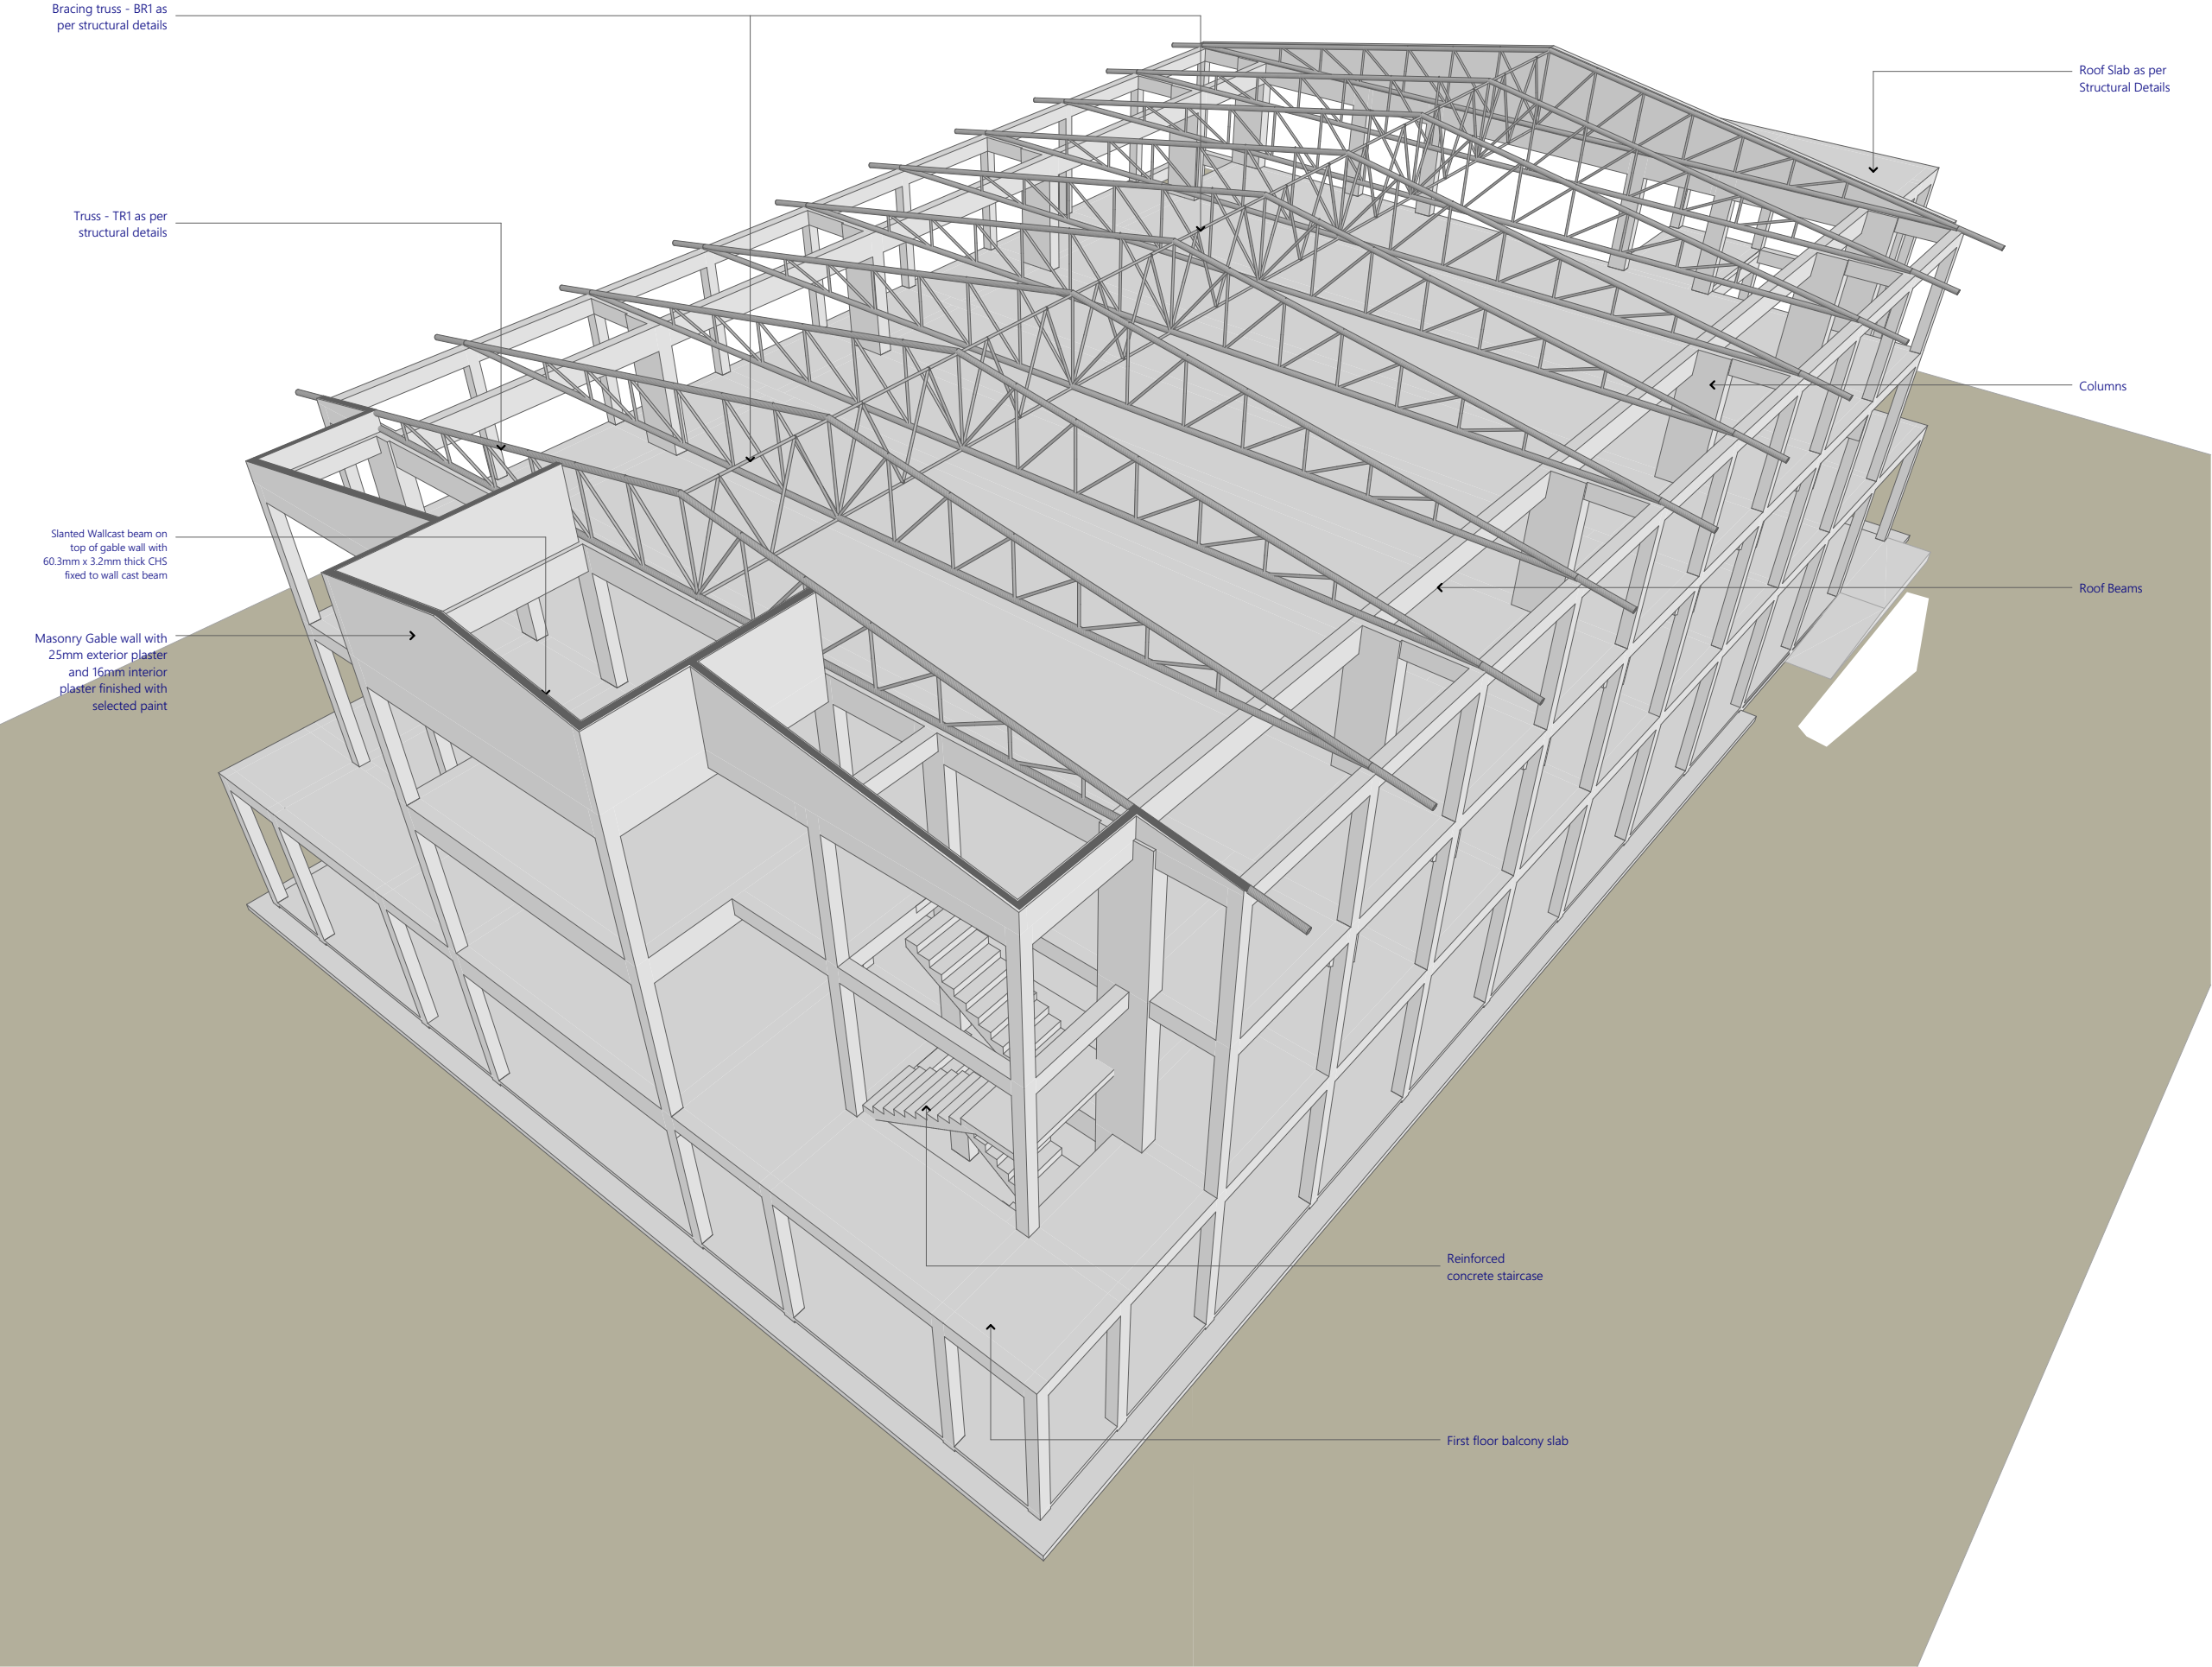 Bracing truss - BR1 as
per structural details
Roof Slab as per
Structural Details
Truss - TR1 as per
structural details
Columns
Slanted Wallcast beam on
top of gable wall with
60.3mm x 3.2mm thick CHS
fixed to wall cast beam
Roof Beams
Masonry Gable wall with
25mm exterior plaster
and 16mm interior
plaster finished with
selected paint
Reinforced
concrete staircase
First floor balcony slab